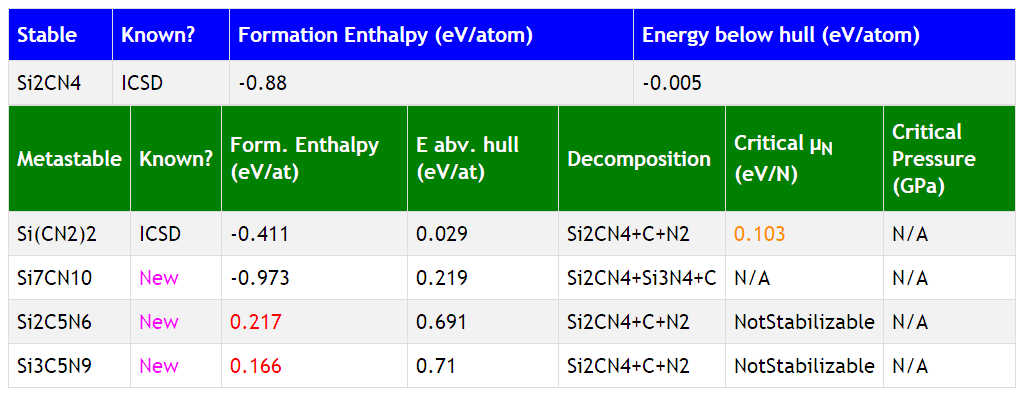 Stable Known? Formation Enthalpy (eV/atom) Energy below hull (eV/atom)
Si2CN4 ICSD -0.88 -0.005
Metastable Known? Form. Enthalpy (eV/at) E abv. hull (eV/at) Decomposition Critical μN (eV/N) Critical Pressure (GPa)
Si(CN2)2 ICSD -0.411 0.029 Si2CN4+C+N2 0.103 N/A
Si7CN10 New -0.973 0.219 Si2CN4+Si3N4+C N/A N/A
Si2C5N6 New 0.217 0.691 Si2CN4+C+N2 NotStabilizable N/A
Si3C5N9 New 0.166 0.71 Si2CN4+C+N2 NotStabilizable N/A